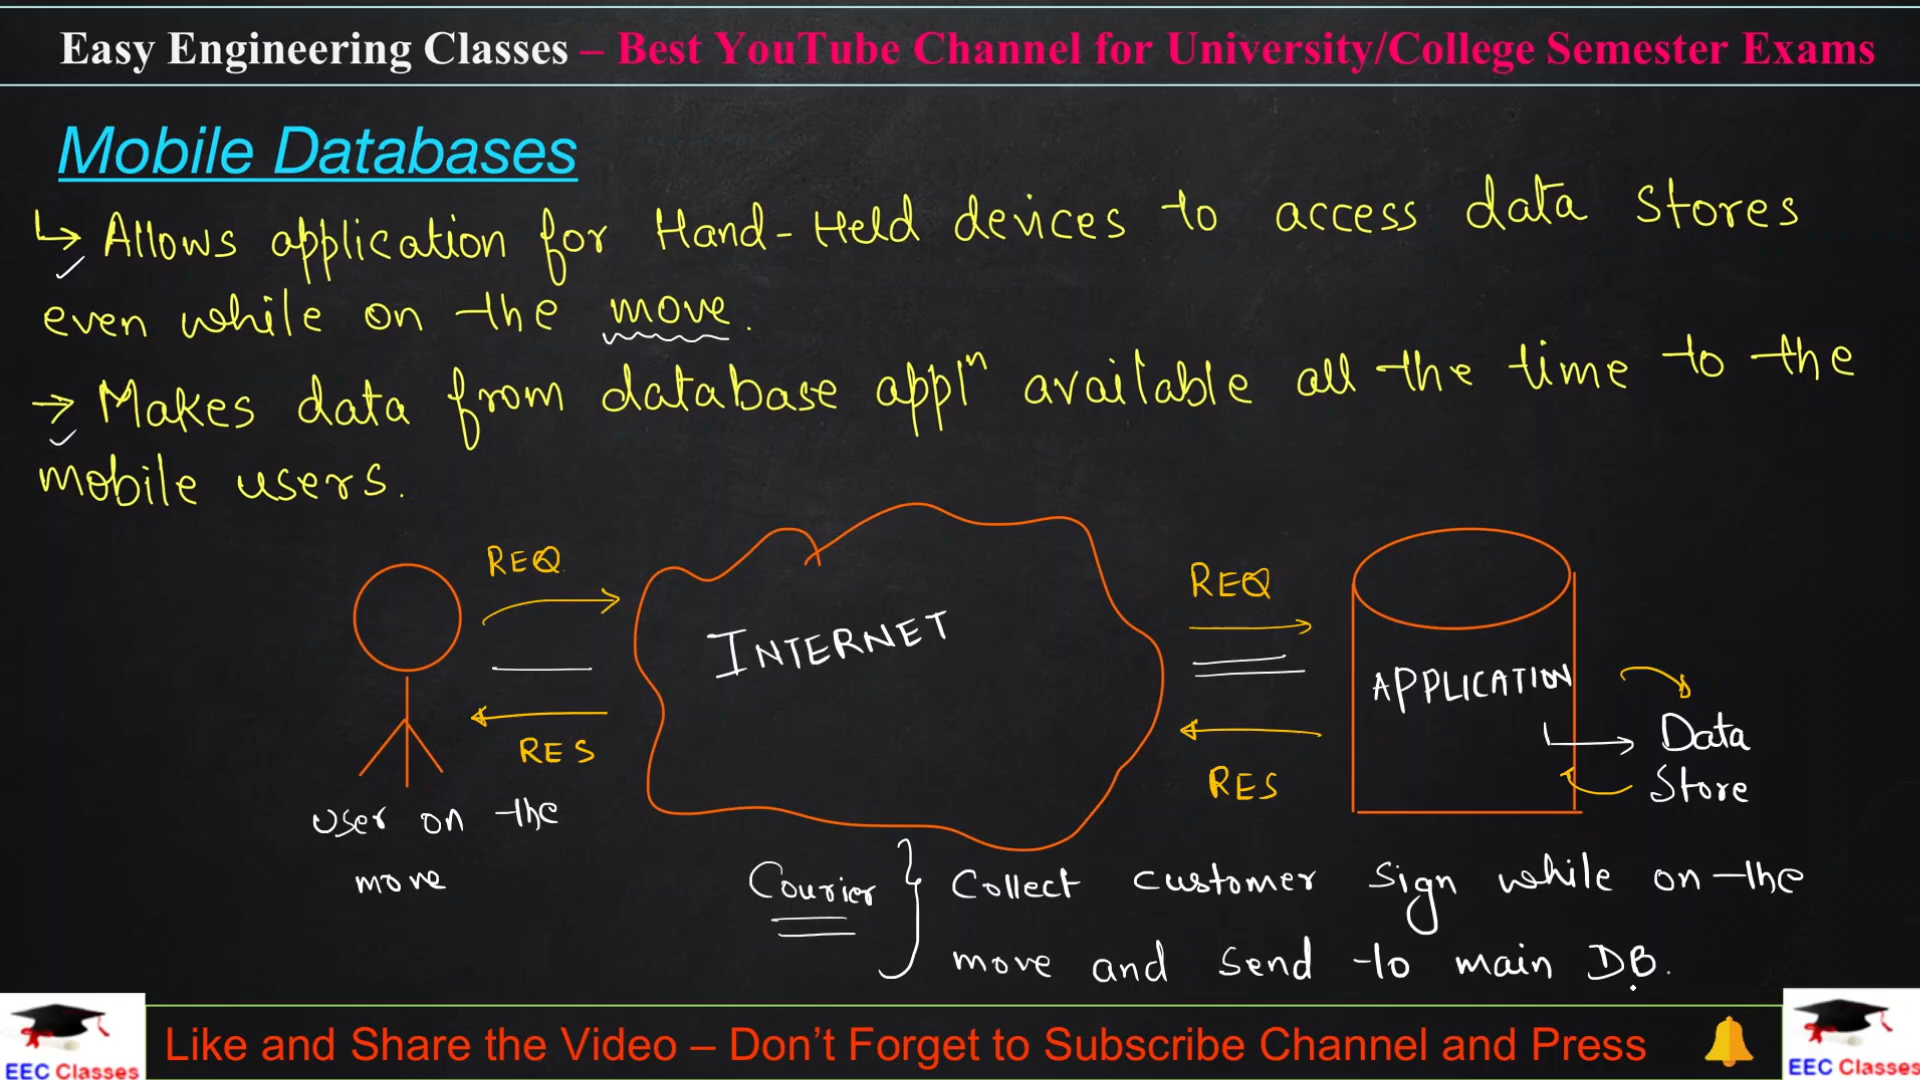 Easy Engineering Classes – Best YouTube Channel for University/College Semester Exams
Mobile Databases
↳ Allows application for Hand-Held devices to access data stores
even while on the move.
→ Makes data from database applⁿ available all the time to the
mobile users.
REQ
REQ
INTERNET
APPLICATION
Data
Store
RES
RES
User on the
move
Courier } Collect customer sign while on the
move and send to main DB.
Like and Share the Video – Don't Forget to Subscribe Channel and Press
EEC Classes
EEC Classes